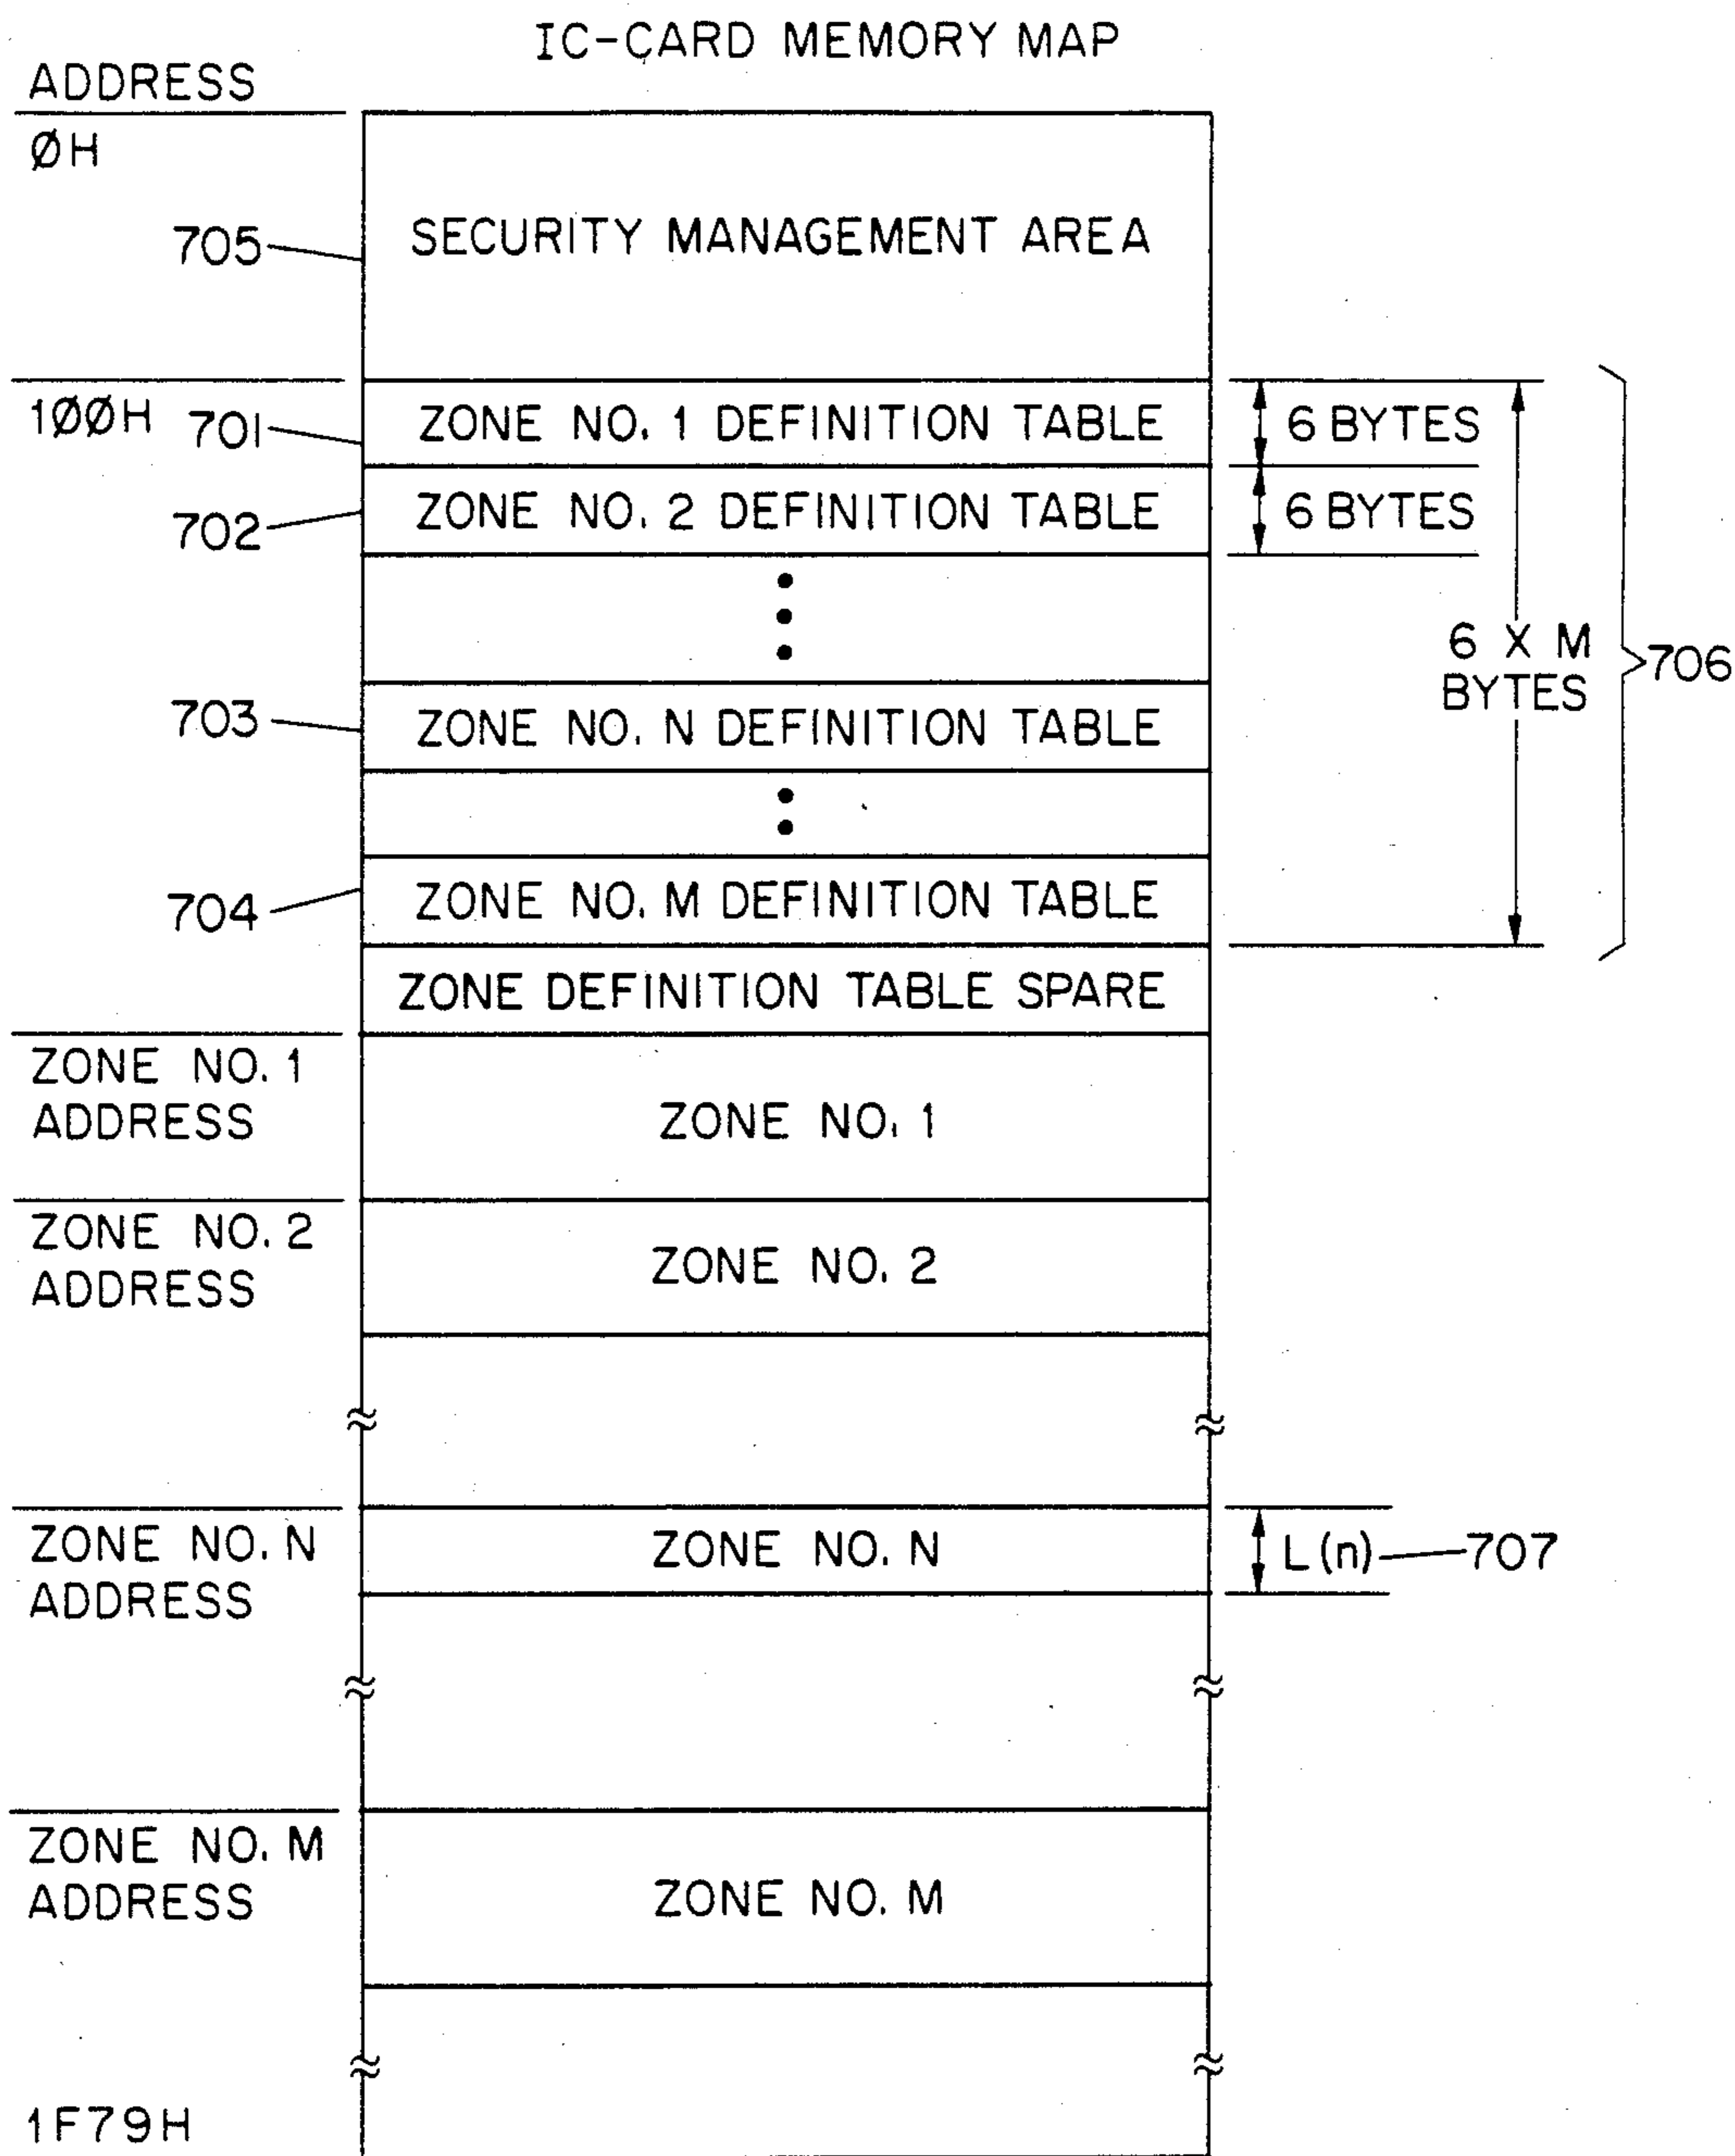 IC-CARD MEMORY MAP
ADDRESS
ØH
705
SECURITY MANAGEMENT AREA
1ØØH
701
ZONE NO. 1 DEFINITION TABLE
6 BYTES
702
ZONE NO. 2 DEFINITION TABLE
6 BYTES
6 X M
BYTES
706
703
ZONE NO. N DEFINITION TABLE
704
ZONE NO. M DEFINITION TABLE
ZONE DEFINITION TABLE SPARE
ZONE NO. 1
ADDRESS
ZONE NO. 1
ZONE NO. 2
ADDRESS
ZONE NO. 2
ZONE NO. N
ADDRESS
ZONE NO. N
L(n)
707
ZONE NO. M
ADDRESS
ZONE NO. M
1F79H